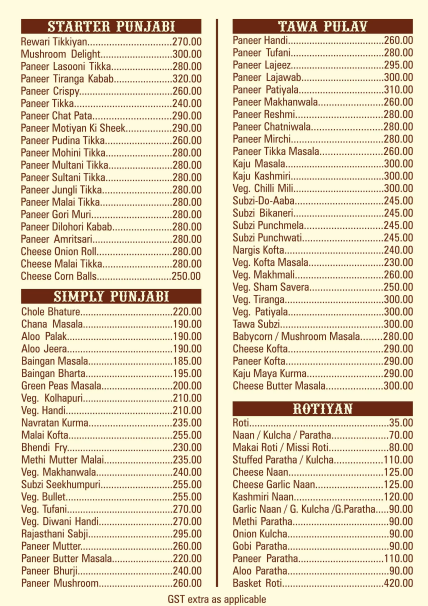 STARTER PUNJABI
Rewari Tikkiyan............................270.00
Mushroom Delight........................300.00
Paneer Lasooni Tikka....................280.00
Paneer Tiranga Kabab...................320.00
Paneer Crispy................................260.00
Paneer Tikka..................................240.00
Paneer Chat Pata...........................290.00
Paneer Motiyan Ki Sheek...............290.00
Paneer Pudina Tikka......................260.00
Paneer Mohini Tikka......................280.00
Paneer Multani Tikka.....................280.00
Paneer Sultani Tikka......................280.00
Paneer Jungli Tikka.......................280.00
Paneer Malai Tikka........................280.00
Paneer Gori Muri...........................280.00
Paneer Dilohori Kabab...................280.00
Paneer Amritsari............................280.00
Cheese Onion Roll..........................280.00
Cheese Malai Tikka........................280.00
Cheese Corn Balls..........................250.00
SIMPLY PUNJABI
Chole Bhature................................220.00
Chana Masala................................190.00
Aloo Palak.....................................190.00
Aloo Jeera.....................................190.00
Baingan Masala.............................185.00
Baingan Bharta..............................195.00
Green Peas Masala........................200.00
Veg. Kolhapuri...............................210.00
Veg. Handi.....................................210.00
Navratan Kurma.............................235.00
Malai Kofta....................................255.00
Bhendi Fry.....................................230.00
Methi Mutter Malai........................235.00
Veg. Makhanwala..........................240.00
Subzi Seekhumpuri........................255.00
Veg. Bullet.....................................255.00
Veg. Tufani.....................................270.00
Veg. Diwani Handi..........................270.00
Rajasthani Sabji.............................295.00
Paneer Mutter................................260.00
Paneer Butter Masala.....................220.00
Paneer Bhurji.................................240.00
Paneer Mushroom..........................260.00
TAWA PULAV
Paneer Handi.................................260.00
Paneer Tufani................................280.00
Paneer Lajeez................................295.00
Paneer Lajawab.............................300.00
Paneer Patiyala..............................310.00
Paneer Makhanwala.......................260.00
Paneer Reshmi...............................280.00
Paneer Chatniwala.........................280.00
Paneer Mirchi................................280.00
Paneer Tikka Masala......................260.00
Kaju Masala...................................300.00
Kaju Kashmiri................................300.00
Veg. Chilli Mili...............................300.00
Subzi-Do-Aaba...............................245.00
Subzi Bikaneri................................245.00
Subzi Punchmela...........................245.00
Subzi Punchwati............................245.00
Nargis Kofta...................................240.00
Veg. Kofta Masala..........................230.00
Veg. Makhmali...............................260.00
Veg. Sham Savera..........................250.00
Veg. Tiranga...................................300.00
Veg. Patiyala..................................300.00
Tawa Subzi.....................................300.00
Babycorn / Mushroom Masala........280.00
Cheese Kofta..................................290.00
Paneer Kofta..................................290.00
Kaju Maya Kurma..........................290.00
Cheese Butter Masala.....................300.00
ROTIYAN
Roti..................................................35.00
Naan / Kulcha / Paratha....................70.00
Makai Roti / Missi Roti.....................80.00
Stuffed Paratha / Kulcha.................110.00
Cheese Naan..................................125.00
Cheese Garlic Naan........................125.00
Kashmiri Naan...............................120.00
Garlic Naan / G. Kulcha /G.Paratha.....90.00
Methi Paratha..................................90.00
Onion Kulcha...................................90.00
Gobi Paratha....................................90.00
Paneer Paratha..............................110.00
Aloo Paratha....................................90.00
Basket Roti....................................420.00
GST extra as applicable